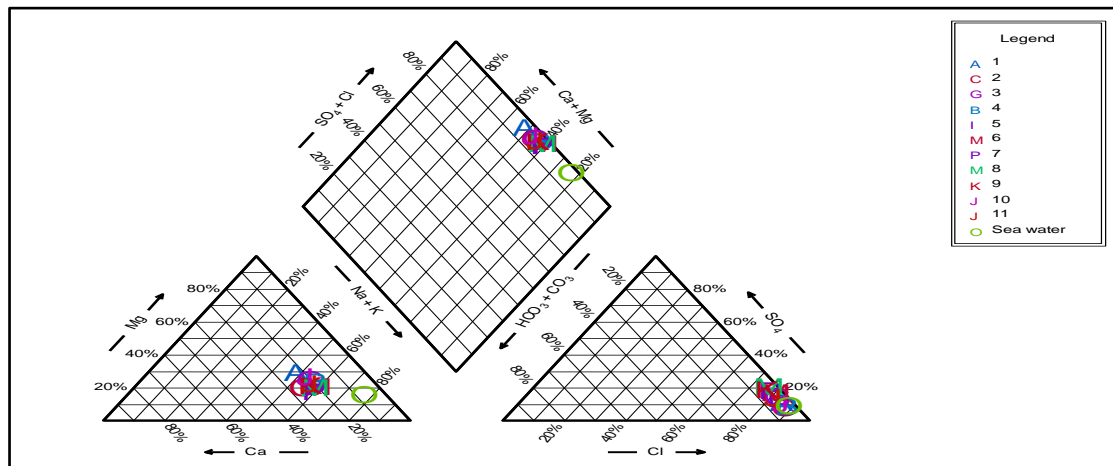 Legend
A 1
C 2
G 3
B 4
I 5
M 6
P 7
M 8
K 9
J 10
J 11
O Sea water
80%
60%
40%
20%
SO4 + Cl
80%
60%
40%
20%
Ca + Mg
A
M
O
Na + K
HCO3 + CO3
80%
60%
40%
20%
Mg
20%
40%
60%
80%
A
C
M
O
80%
60%
40%
20%
Ca
20%
40%
60%
80%
80%
60%
40%
20%
SO4
M
O
20%
40%
60%
80%
Cl